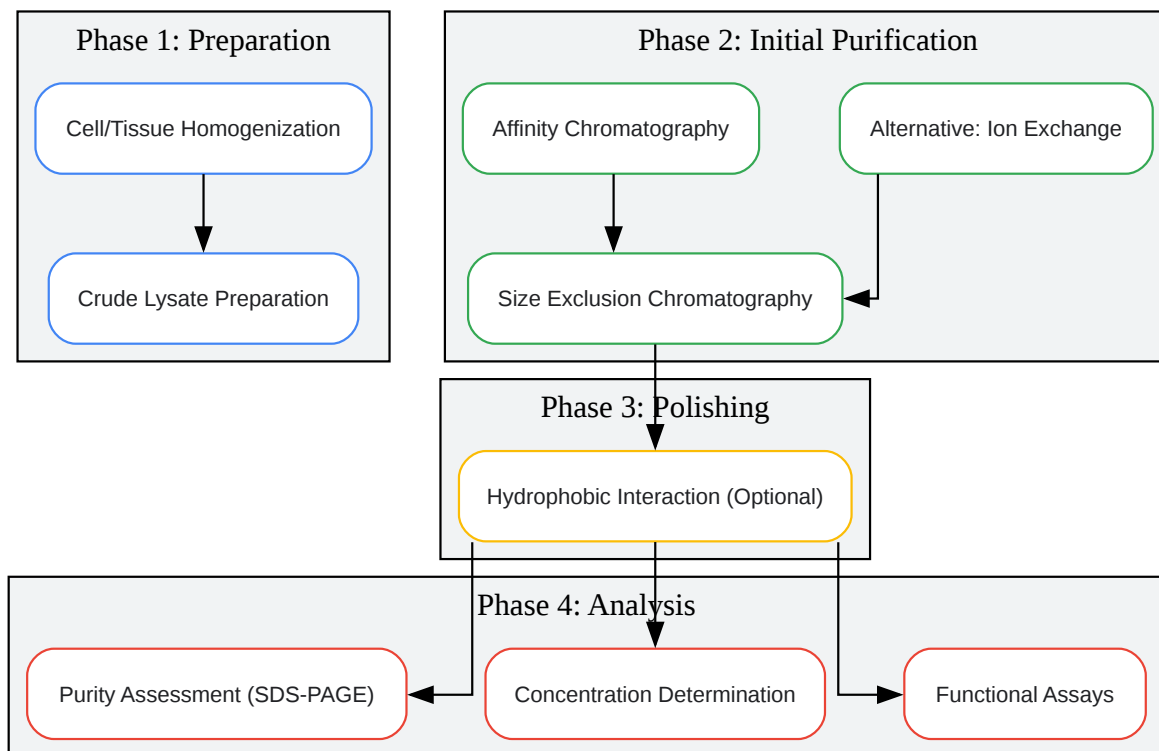 Phase 1: Preparation
Cell/Tissue Homogenization
Crude Lysate Preparation
Phase 2: Initial Purification
Affinity Chromatography
Alternative: Ion Exchange
Size Exclusion Chromatography
Phase 3: Polishing
Hydrophobic Interaction (Optional)
Phase 4: Analysis
Purity Assessment (SDS-PAGE)
Concentration Determination
Functional Assays